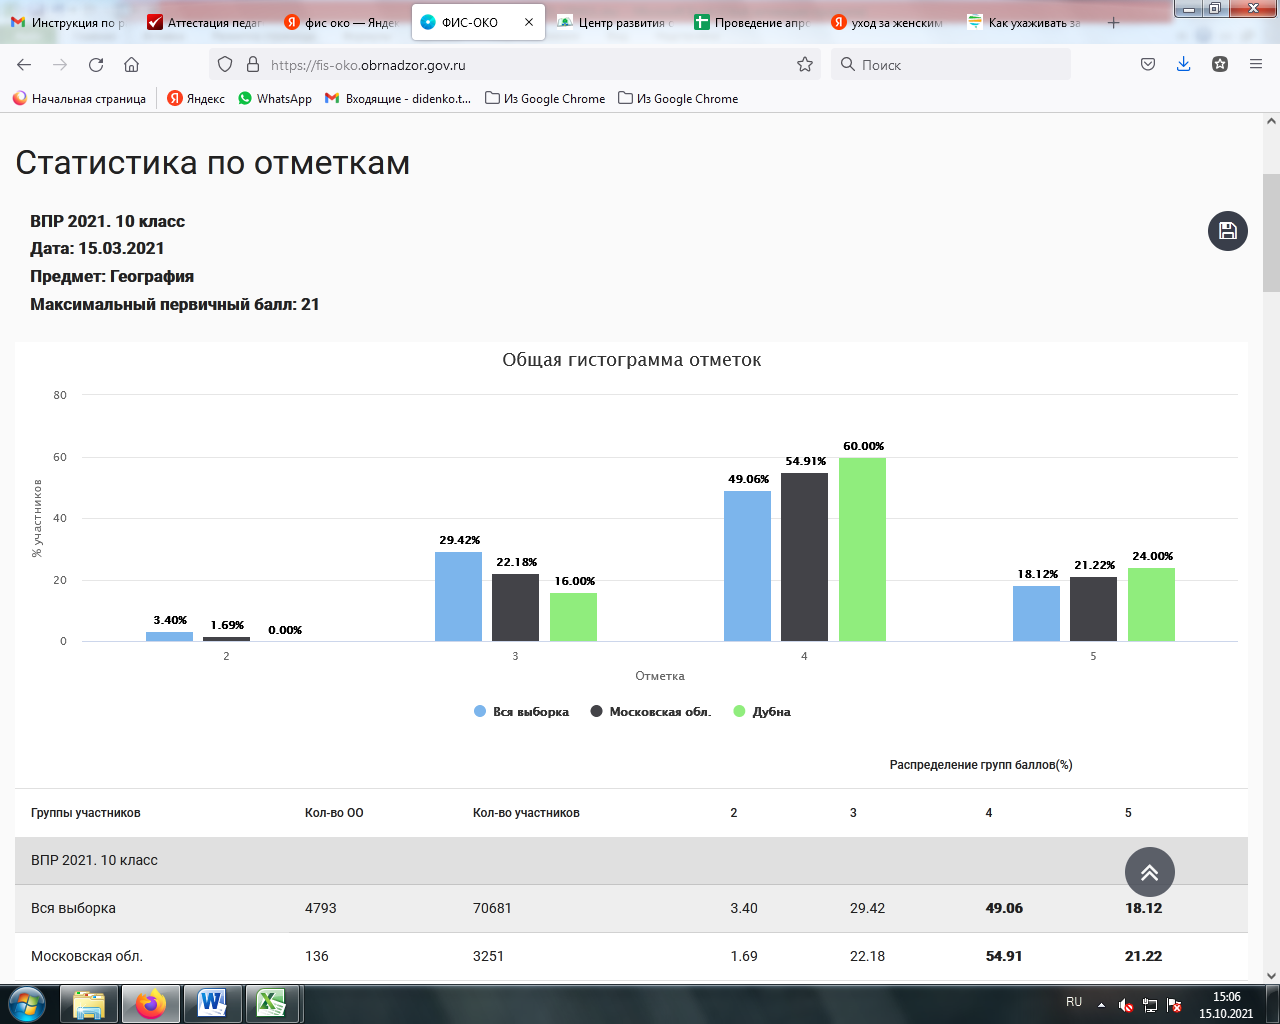 Инструкция по р
Аттестация педаг
фис око — Яндек
ФИС-ОКО
Центр развития о
Проведение апро
уход за женским
Как ухаживать за
https://fis-oko.obrnadzor.gov.ru
Поиск
Начальная страница
Яндекс
WhatsApp
Входящие - didenko.t...
Из Google Chrome
Из Google Chrome
Статистика по отметкам
ВПР 2021. 10 класс
Дата: 15.03.2021
Предмет: География
Максимальный первичный балл: 21
Общая гистограмма отметок
80
60
40
20
0
% участников
3.40%
1.69%
0.00%
29.42%
22.18%
16.00%
49.06%
54.91%
60.00%
18.12%
21.22%
24.00%
2 3 4 5
Отметка
Вся выборка Московская обл. Дубна
Распределение групп баллов(%)
Группы участников Кол-во ОО Кол-во участников 2 3 4 5
ВПР 2021. 10 класс
Вся выборка 4793 70681 3.40 29.42 49.06 18.12
Московская обл. 136 3251 1.69 22.18 54.91 21.22
RU
15:06
15.10.2021